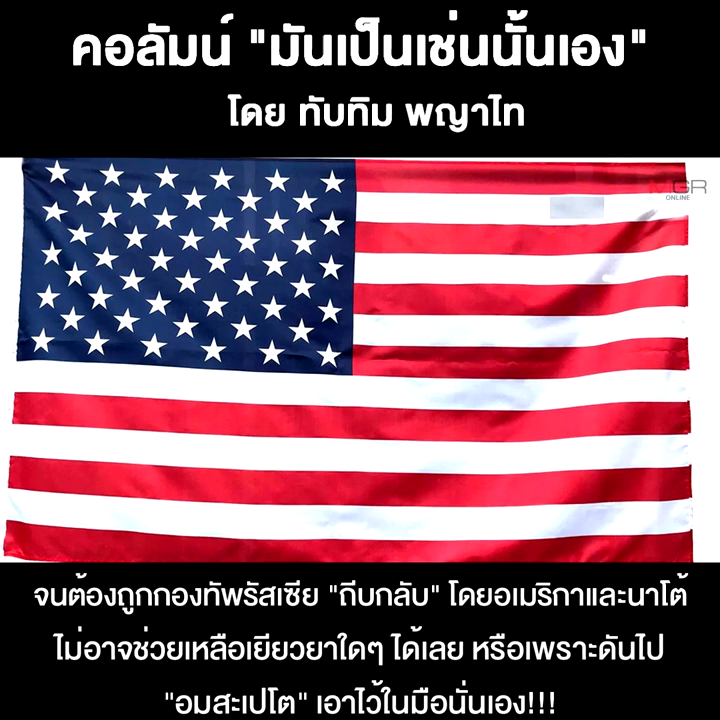 คอลัมน์ "มันเป็นเช่นนั้นเอง"
โดย ทับทิม พญาไท
MGR
ONLINE
จนต้องถูกกองทัพรัสเซีย "ถีบกลับ" โดยอเมริกาและนาโต้
ไม่อาจช่วยเหลือเยียวยาใดๆ ได้เลย หรือเพราะดันไป
"อมสะเปโต" เอาไว้ในมือนั่นเอง!!!